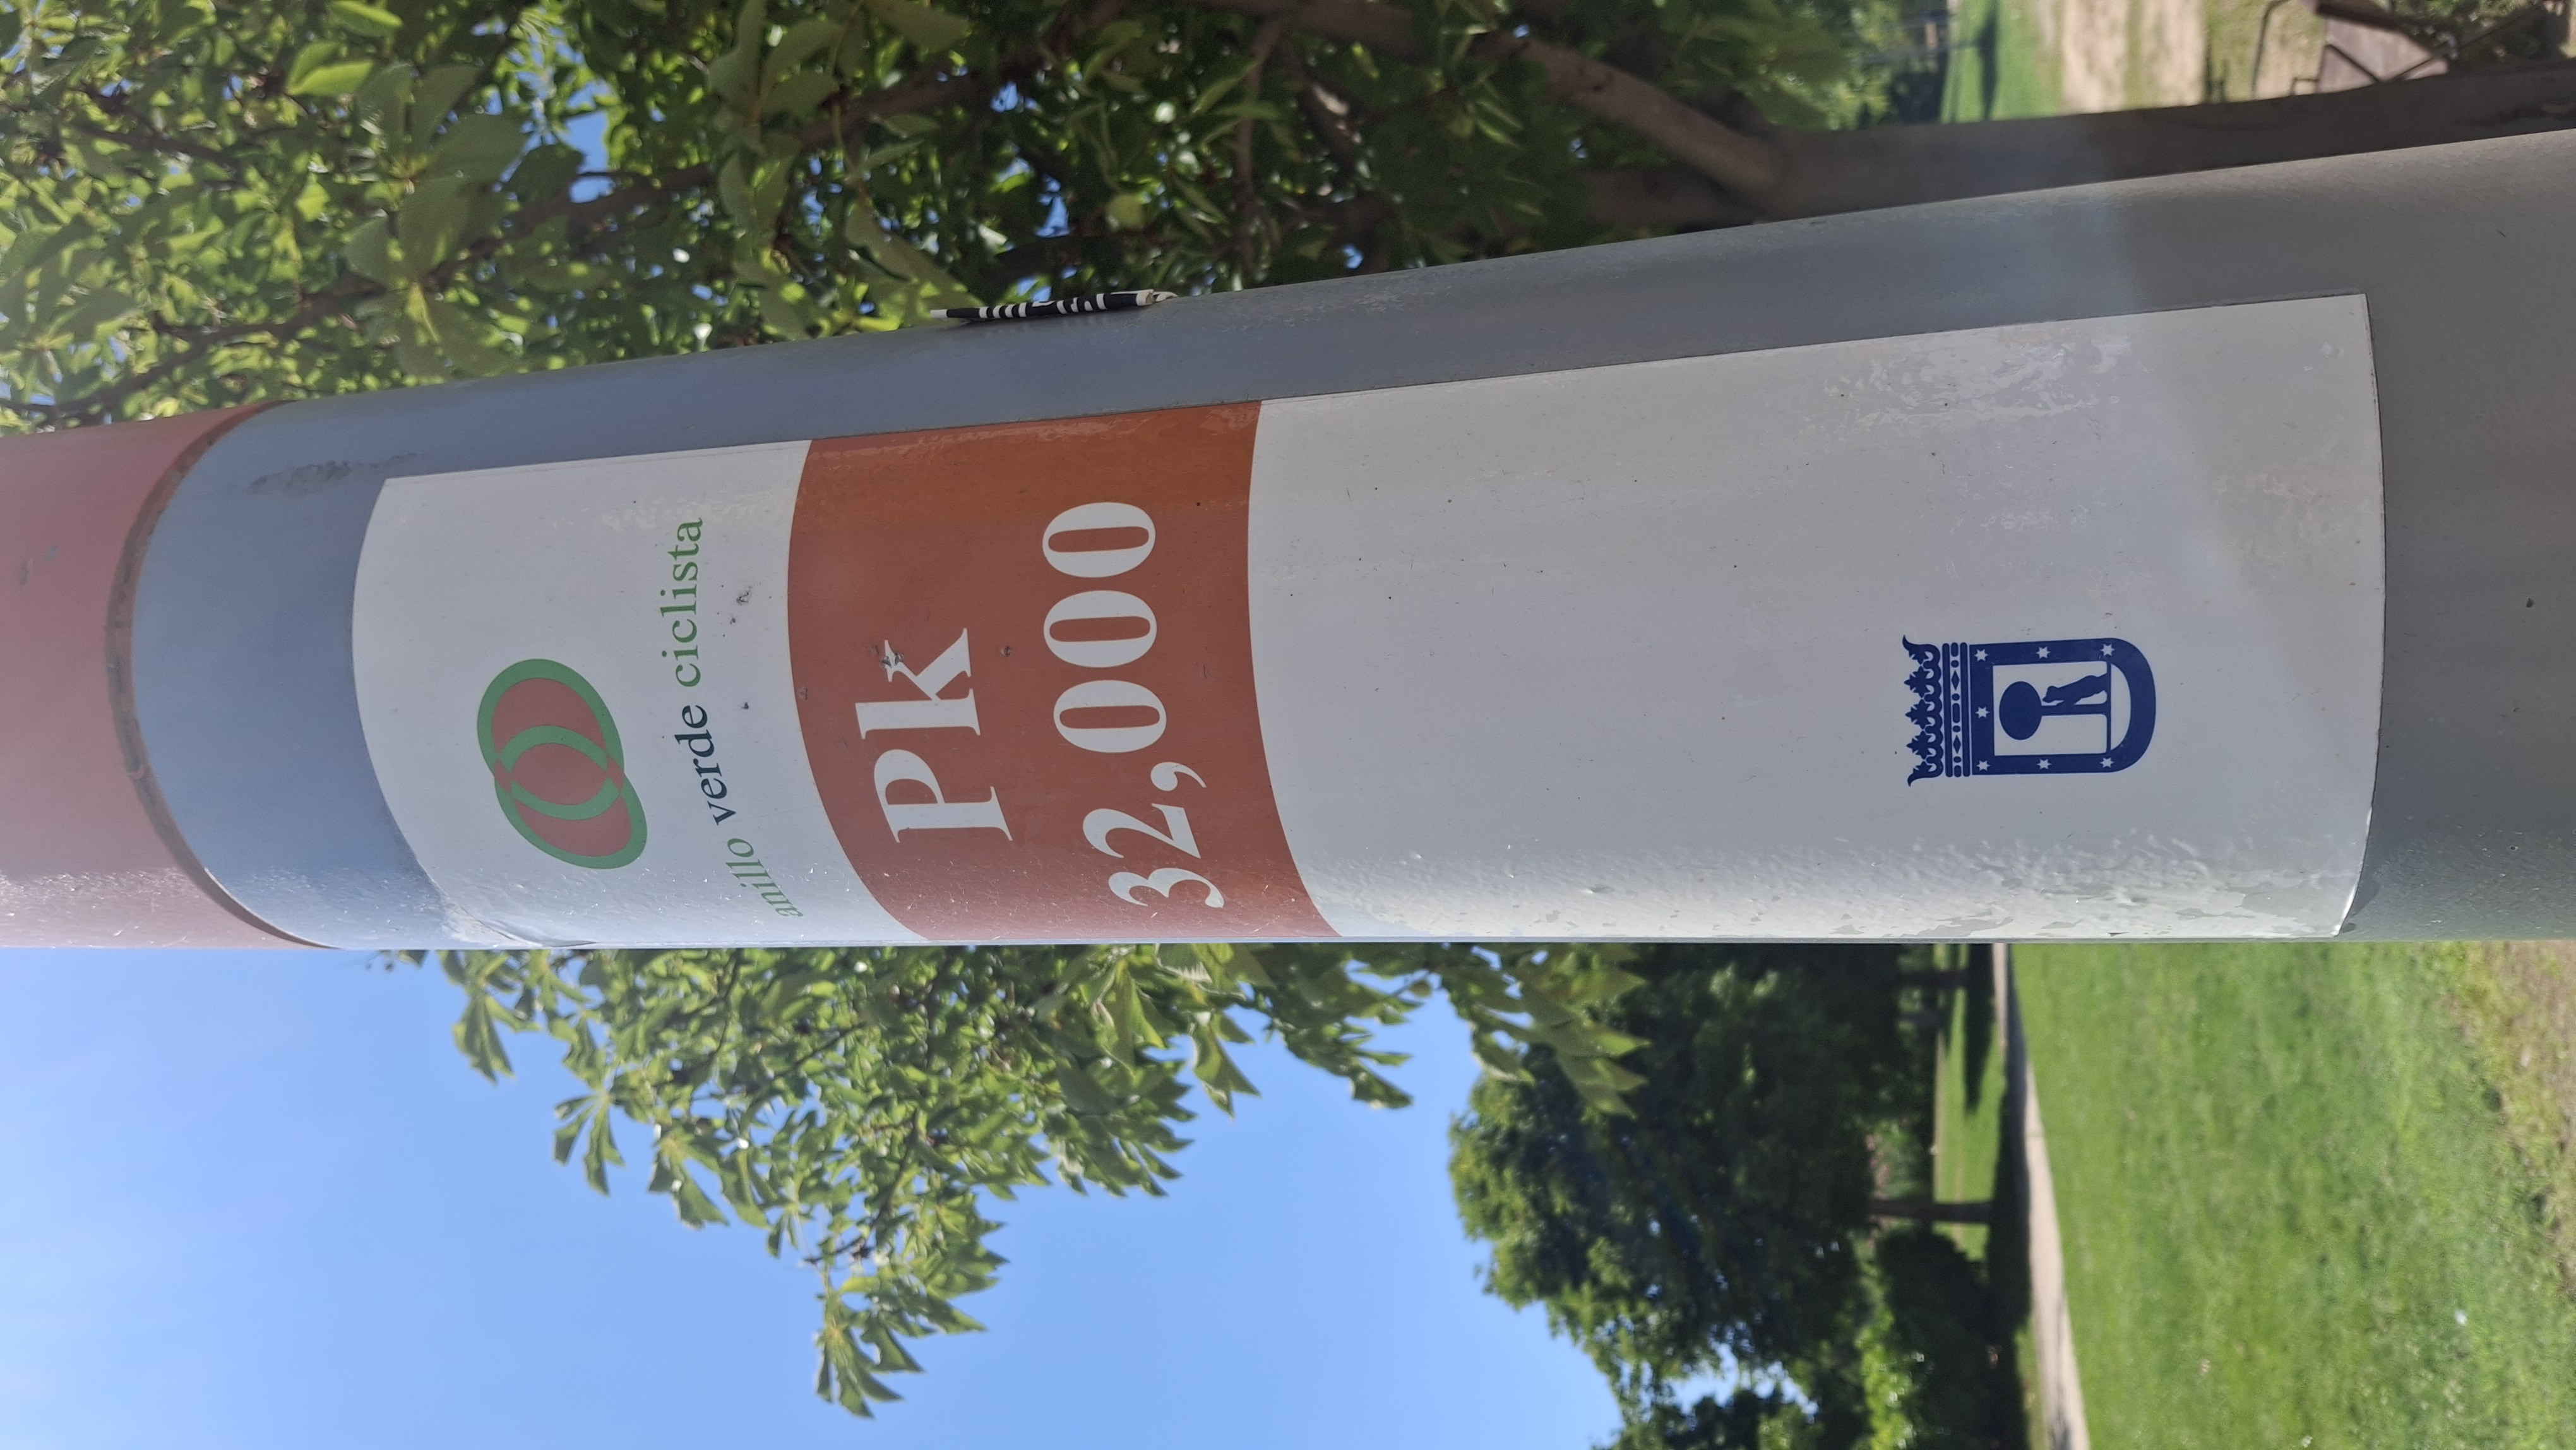 anillo verde ciclista
Pk
32,000